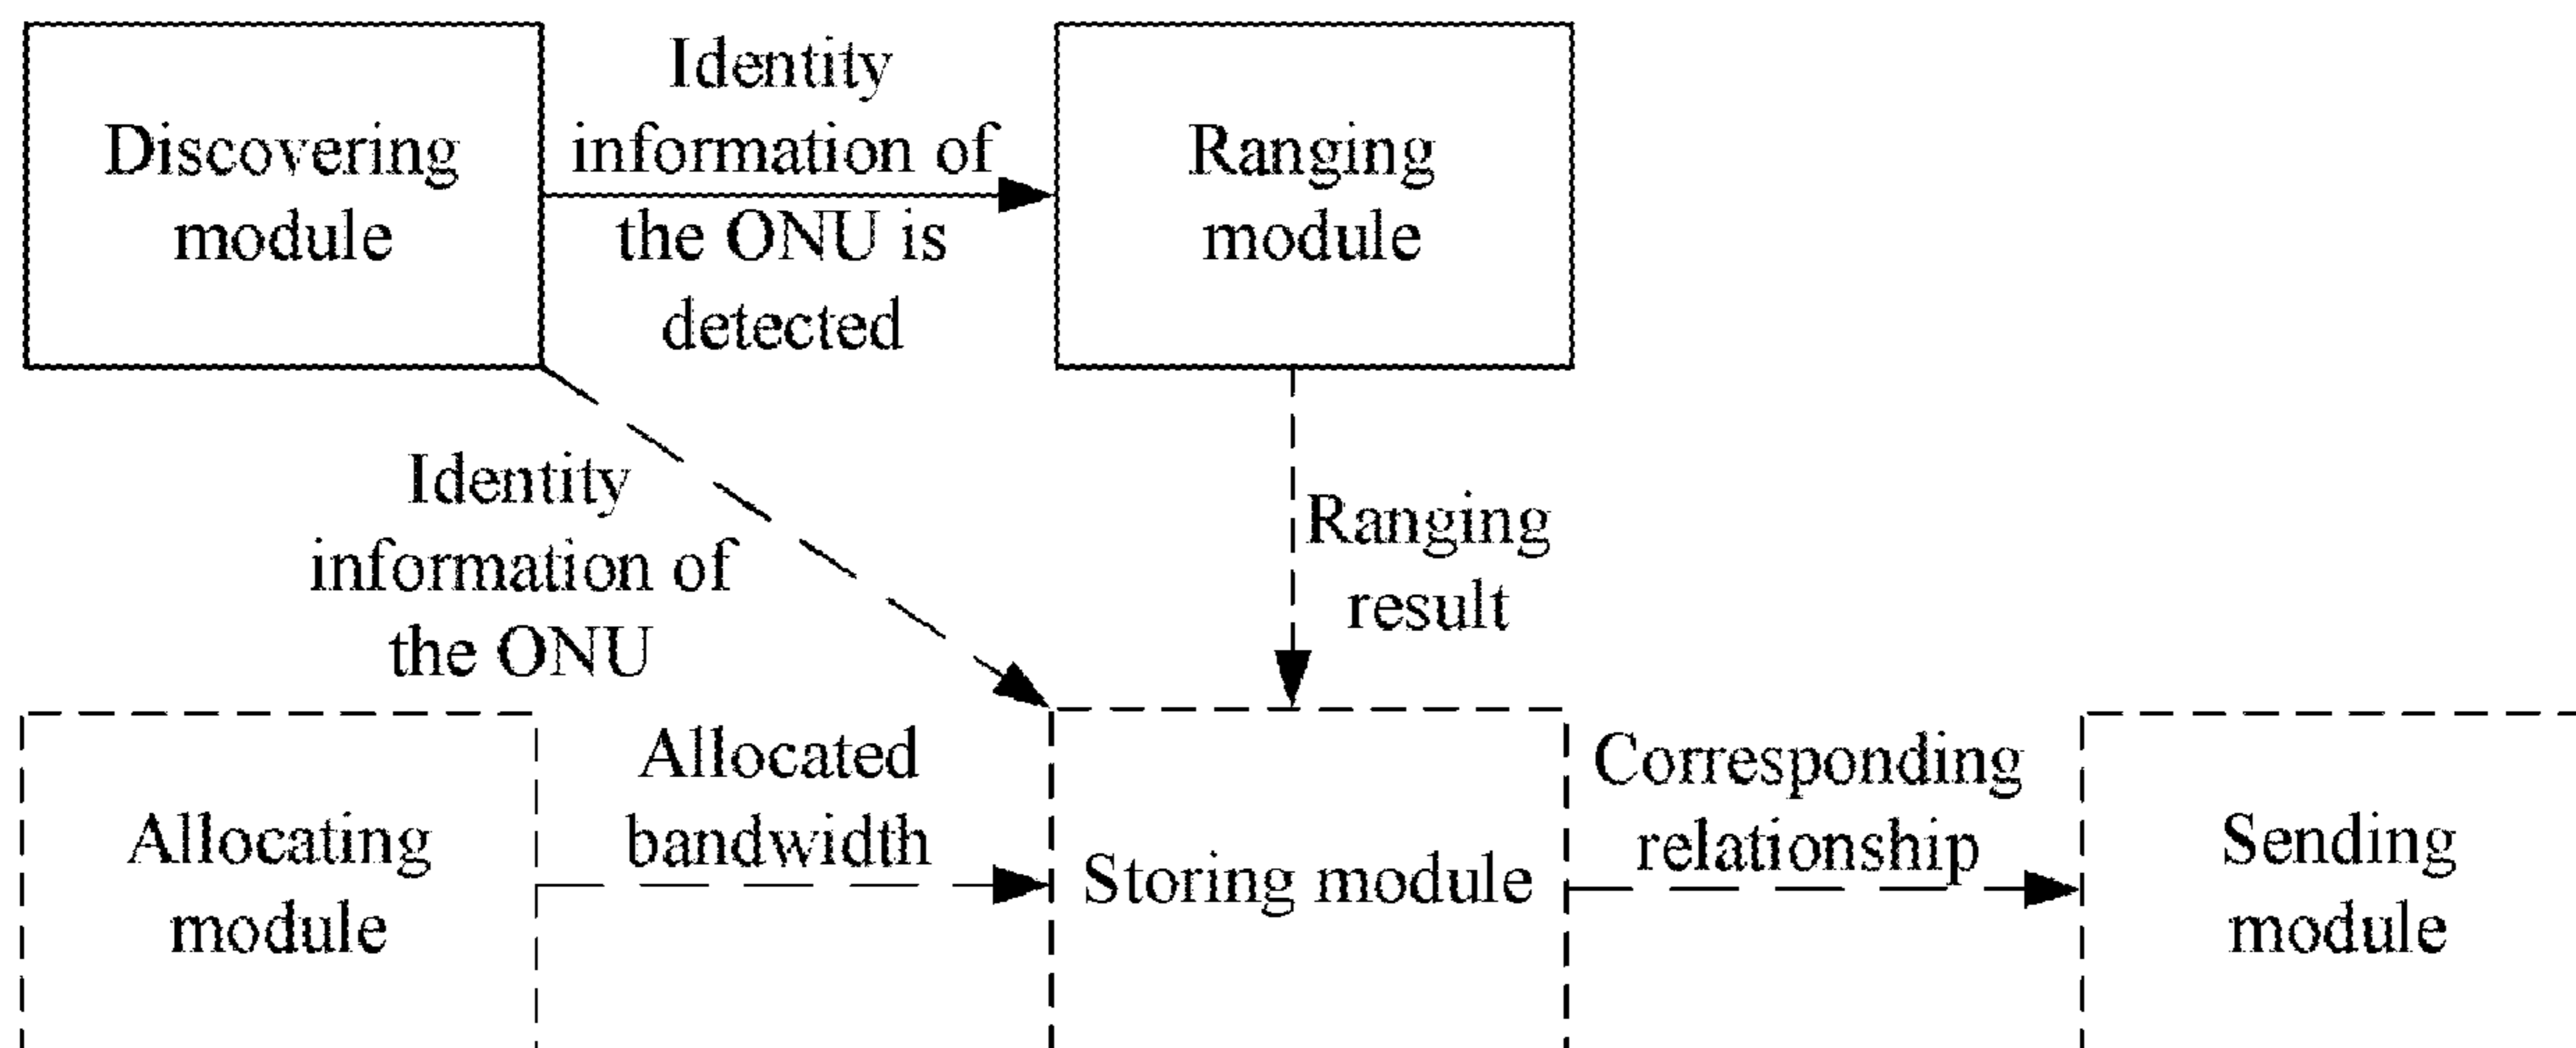 Discovering
module
Identity
information of
the ONU is
detected
Ranging
module
Identity
information of
the ONU
Ranging
result
Allocating
module
Allocated
bandwidth
Storing module
Corresponding
relationship
Sending
module